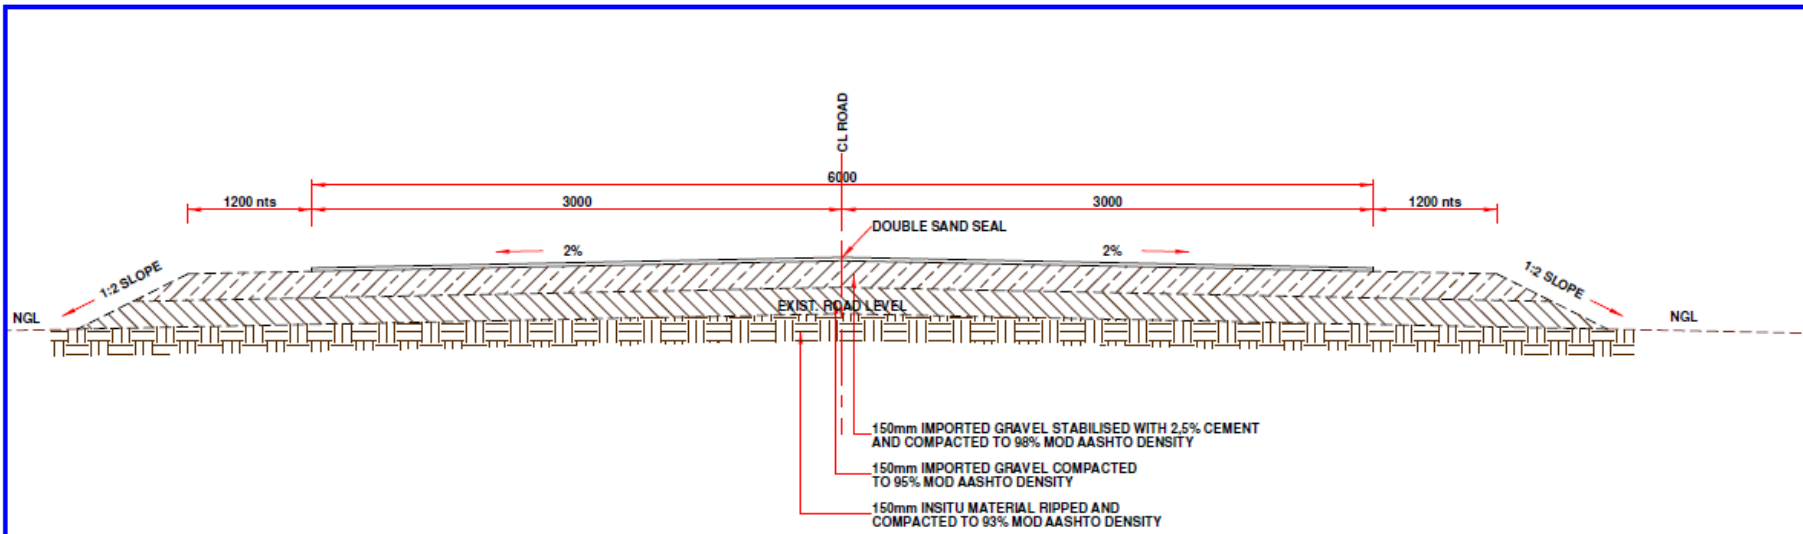 CL ROAD
6000
1200 nts
3000
3000
1200 nts
DOUBLE SAND SEAL
2%
2%
1:2 SLOPE
1:2 SLOPE
EXIST. ROAD LEVEL
NGL
NGL
150mm IMPORTED GRAVEL STABILISED WITH 2,5% CEMENT
AND COMPACTED TO 98% MOD AASHTO DENSITY
150mm IMPORTED GRAVEL COMPACTED
TO 95% MOD AASHTO DENSITY
150mm INSITU MATERIAL RIPPED AND
COMPACTED TO 93% MOD AASHTO DENSITY